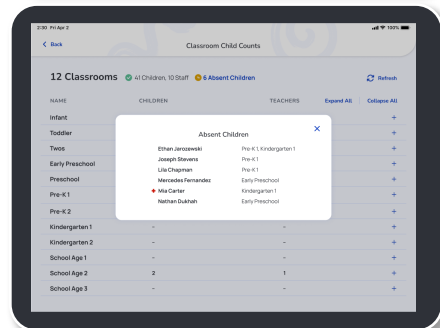 2:30 Fri Apr 2 100%
Back Classroom Child Counts
12 Classrooms 41 Children, 10 Staff 6 Absent Children Refresh
NAME CHILDREN TEACHERS Expand All Collapse All
Infant +
Toddler +
Twos +
Early Preschool +
Preschool +
Pre-K 1 +
Pre-K 2 +
Kindergarten 1 - - +
Kindergarten 2 - - +
School Age 1 - - +
School Age 2 2 1 +
School Age 3 - - +
Absent Children
Ethan Jarozewski Pre-K 1, Kindergarten 1
Joseph Stevens Pre-K 1
Lila Chapman Pre-K 1
Mercedes Fernandez Early Preschool
Mia Carter Kindergarten 1
Nathan Dukhah Early Preschool